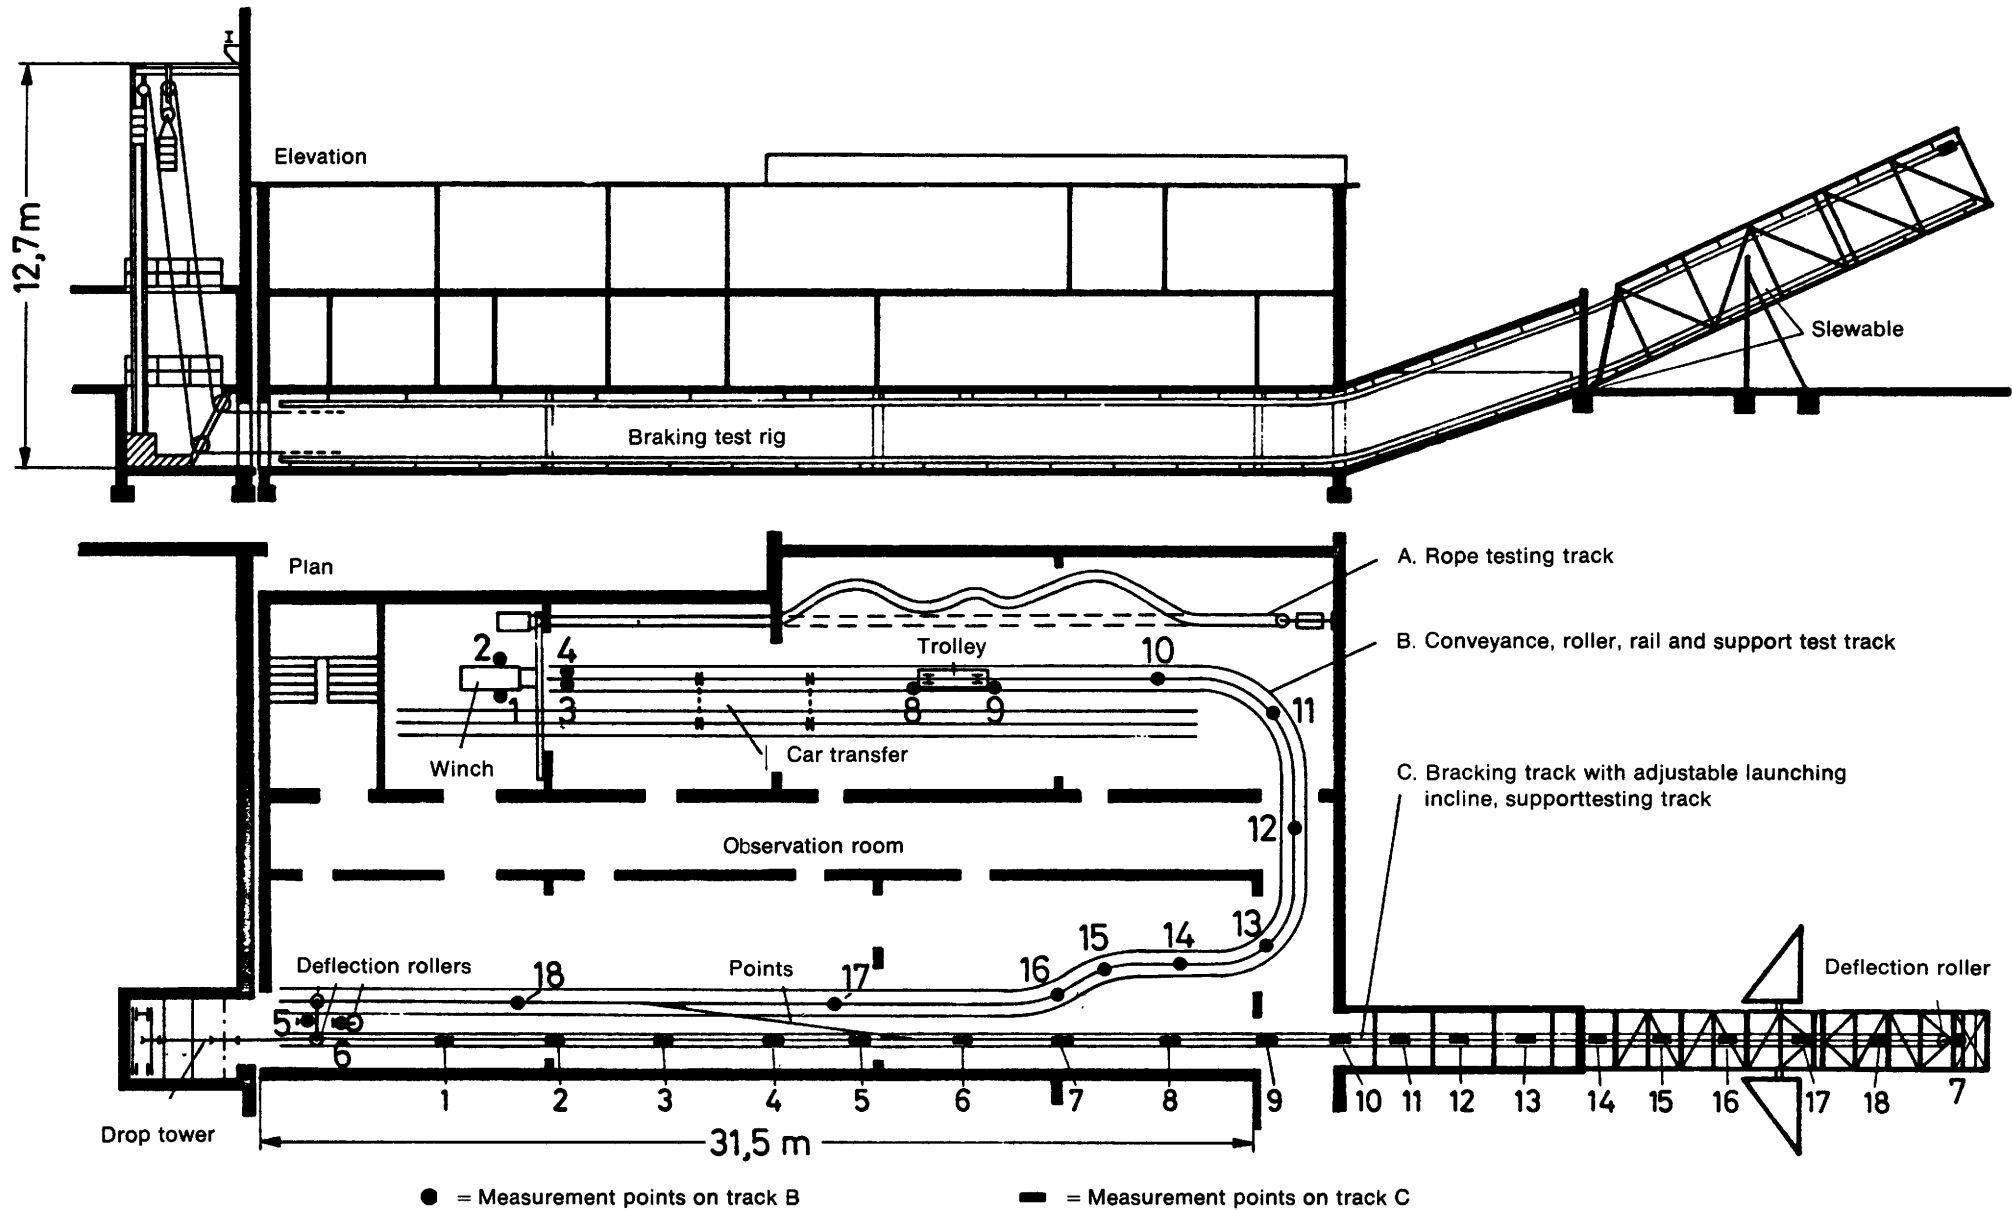 Elevation
12,7m
Braking test rig
Slewable
Plan
A. Rope testing track
B. Conveyance, roller, rail and support test track
Trolley
2
4
10
1
3
8
9
11
Winch
Car transfer
C. Bracking track with adjustable launching
incline, supporttesting track
12
Observation room
13
14
15
16
17
18
Deflection rollers
Points
Deflection roller
5
6
1
2
3
4
5
6
7
8
9
10
11
12
13
14
15
16
17
18
7
Drop tower
31,5 m
= Measurement points on track B
= Measurement points on track C